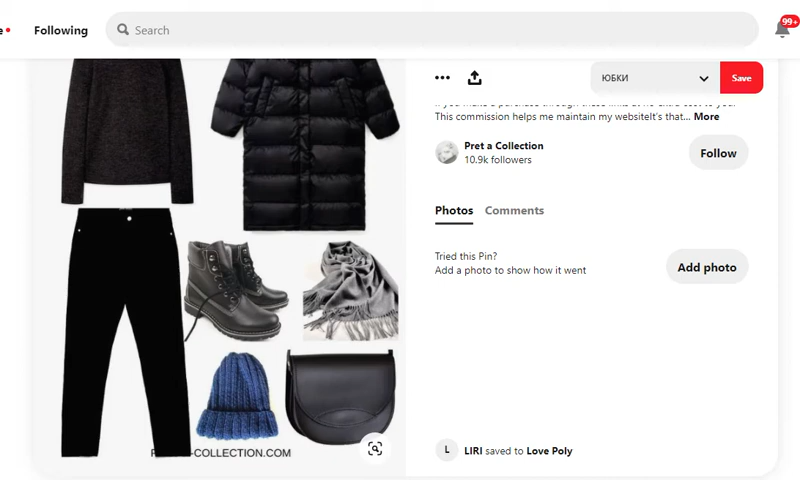 Following
Search
99+
ЮБКИ
Save
This commission helps me maintain my websiteIt's that... More
Pret a Collection
10.9k followers
Follow
Photos
Comments
Tried this Pin?
Add a photo to show how it went
Add photo
-COLLECTION.COM
L
LIRI saved to Love Poly